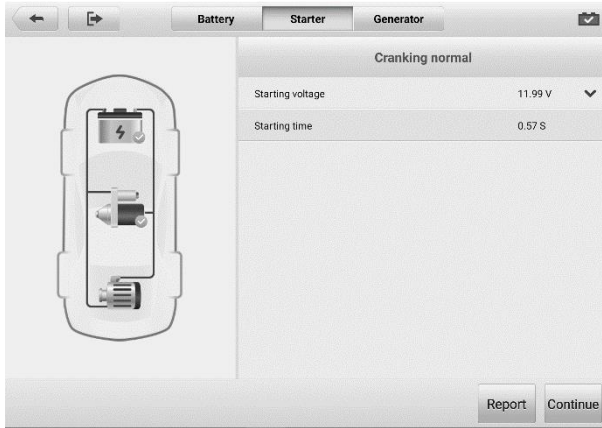 Battery Starter Generator
Cranking normal
Starting voltage 11.99 V
Starting time 0.57 S
Report Continue